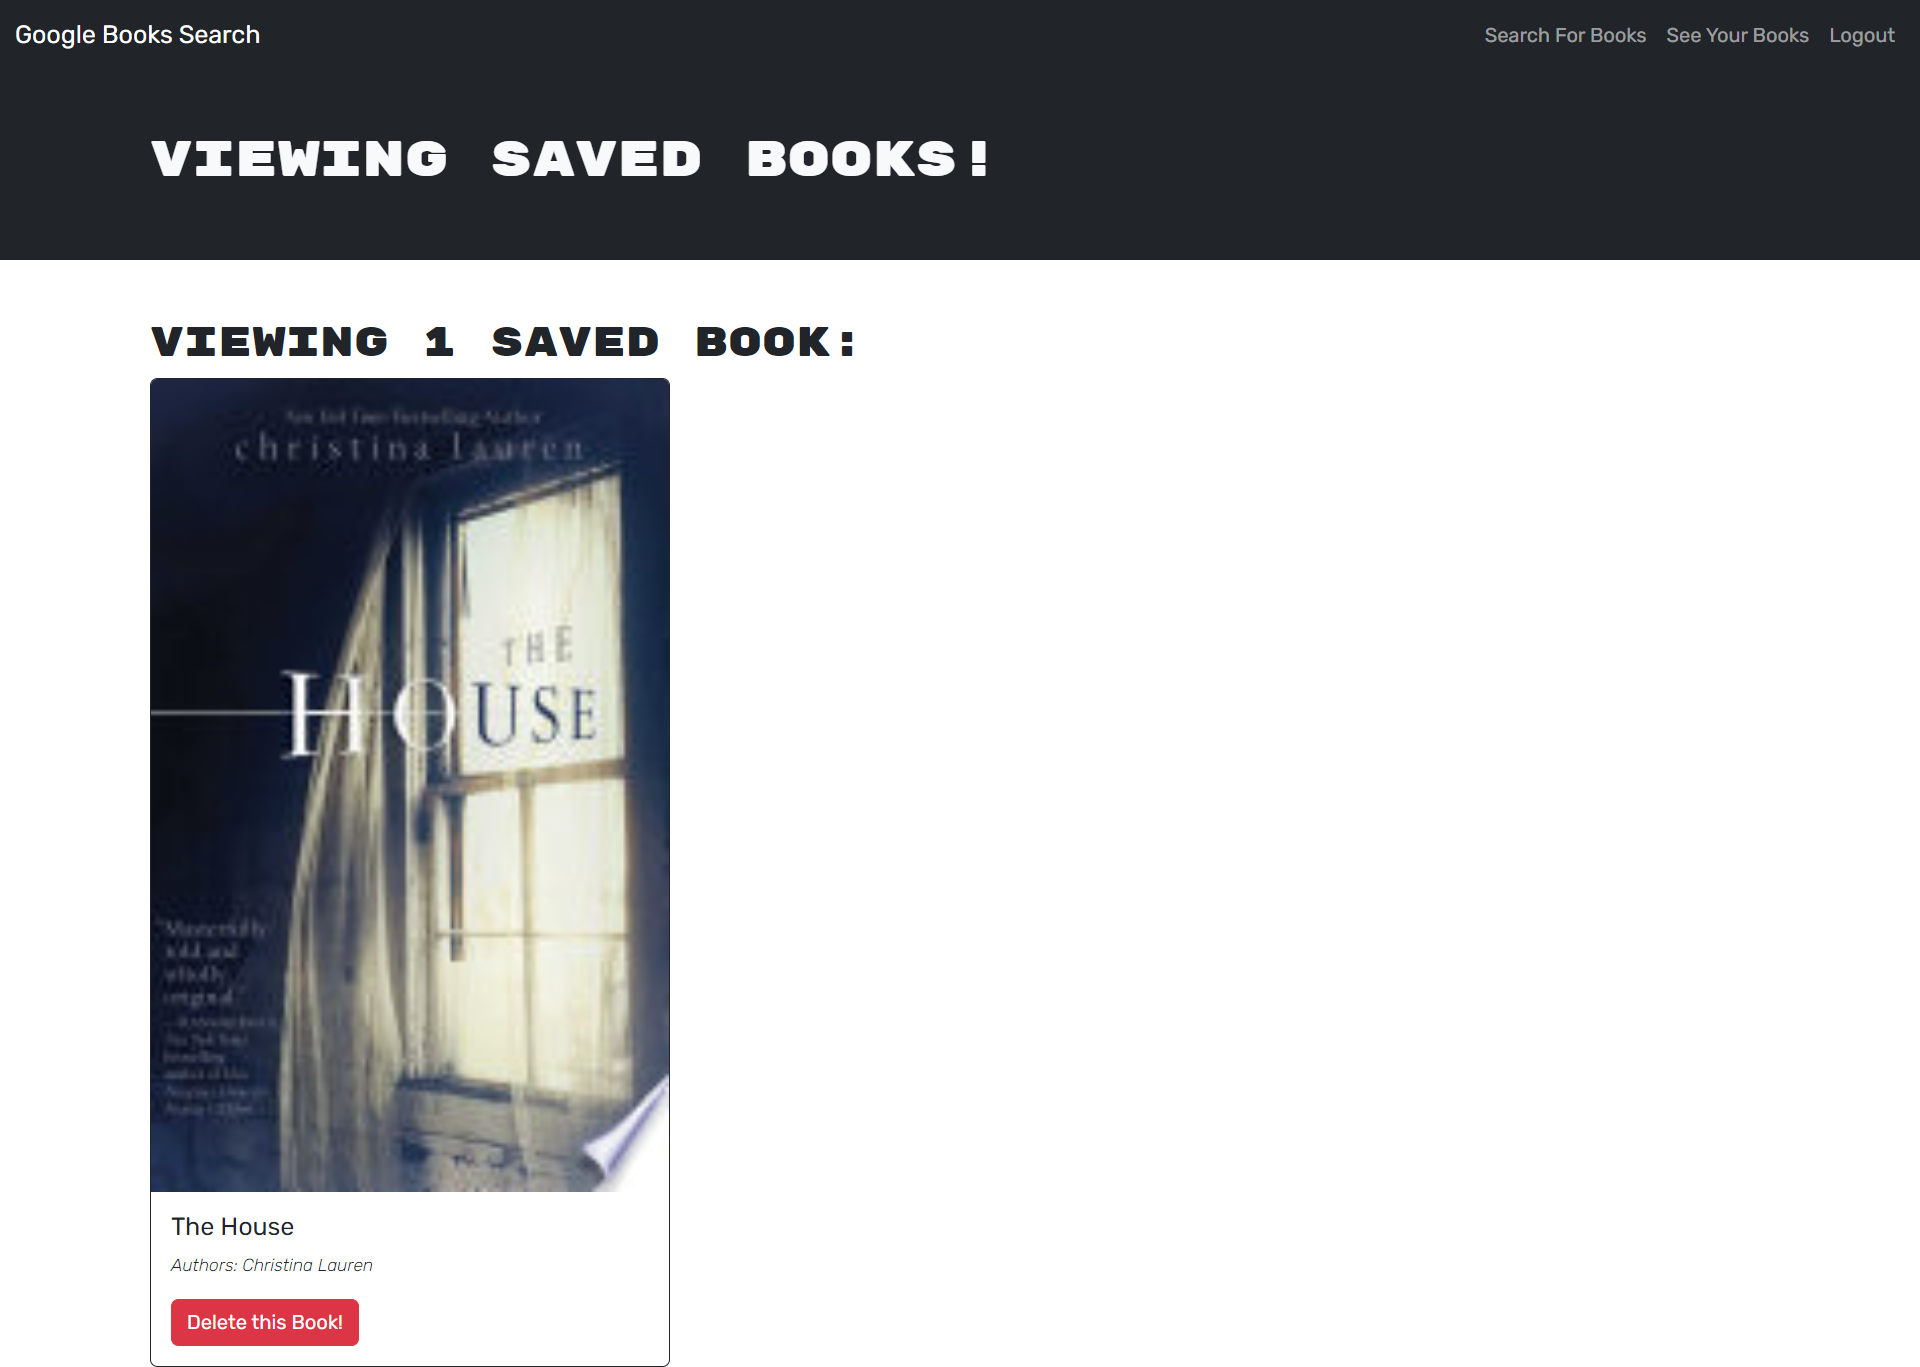 Google Books Search
Search For Books See Your Books Logout
VIEWING SAVED BOOKS!
VIEWING 1 SAVED BOOK:
New York Times Bestselling Author
christina lauren
THE
HOUSE
"Masterfully
told and
wholly
original"
The House
Authors: Christina Lauren
Delete this Book!